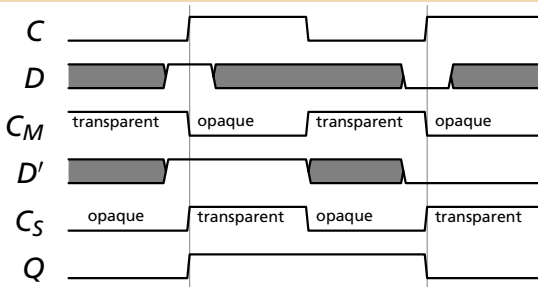 C
D
C_M transparent opaque transparent opaque
D'
C_S opaque transparent opaque transparent
Q